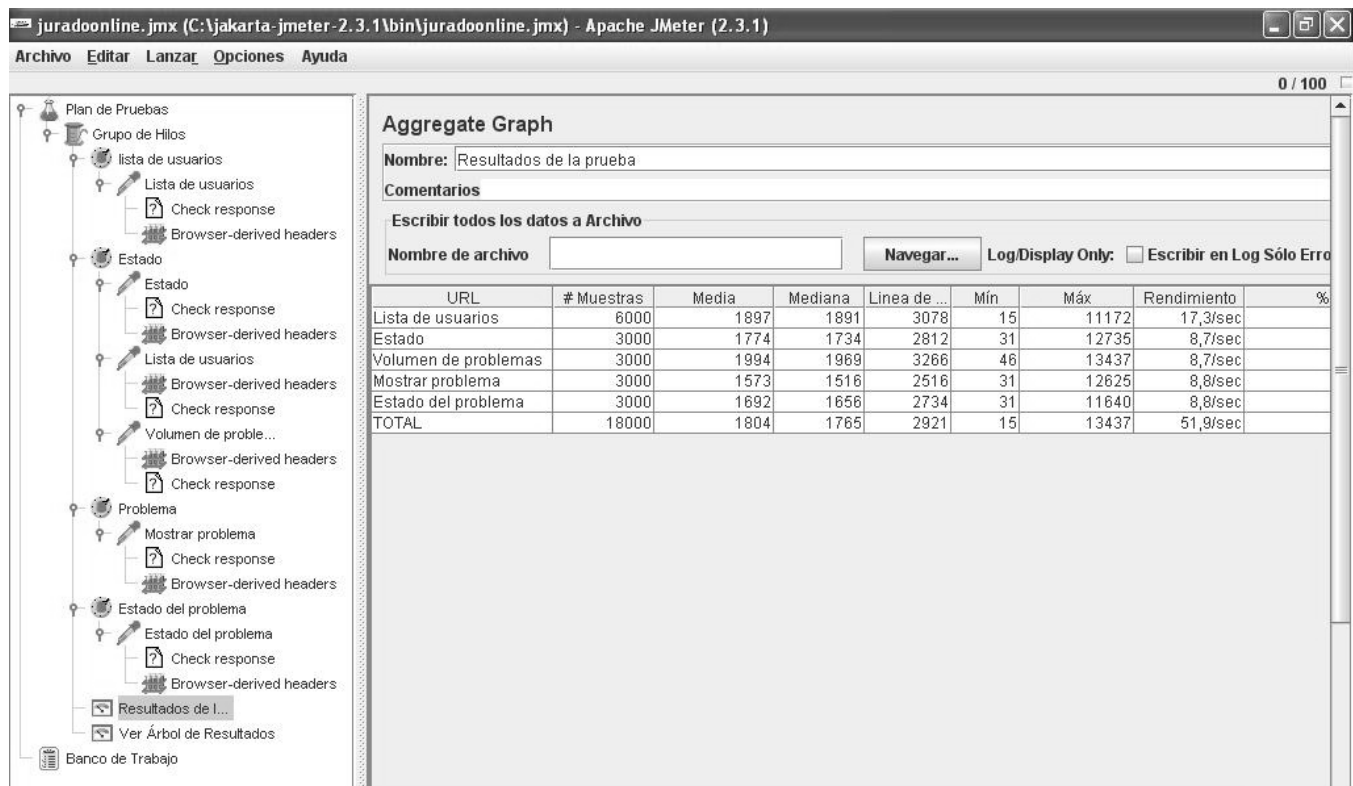 juradoonline.jmx (C:\jakarta-jmeter-2.3.1\bin\juradoonline.jmx) - Apache JMeter (2.3.1)
Archivo Editar Lanzar Opciones Ayuda
0 / 100
Plan de Pruebas
Grupo de Hilos
lista de usuarios
Lista de usuarios
Check response
Browser-derived headers
Estado
Estado
Check response
Browser-derived headers
Lista de usuarios
Browser-derived headers
Check response
Volumen de proble...
Browser-derived headers
Check response
Problema
Mostrar problema
Check response
Browser-derived headers
Estado del problema
Estado del problema
Check response
Browser-derived headers
Resultados de l...
Ver Árbol de Resultados
Banco de Trabajo
Aggregate Graph
Nombre: Resultados de la prueba
Comentarios
Escribir todos los datos a Archivo
Nombre de archivo Navegar... Log/Display Only: Escribir en Log Sólo Erro
URL # Muestras Media Mediana Linea de ... Mín Máx Rendimiento %
Lista de usuarios 6000 1897 1891 3078 15 11172 17,3/sec
Estado 3000 1774 1734 2812 31 12735 8,7/sec
Volumen de problemas 3000 1994 1969 3266 46 13437 8,7/sec
Mostrar problema 3000 1573 1516 2516 31 12625 8,8/sec
Estado del problema 3000 1692 1656 2734 31 11640 8,8/sec
TOTAL 18000 1804 1765 2921 15 13437 51,9/sec